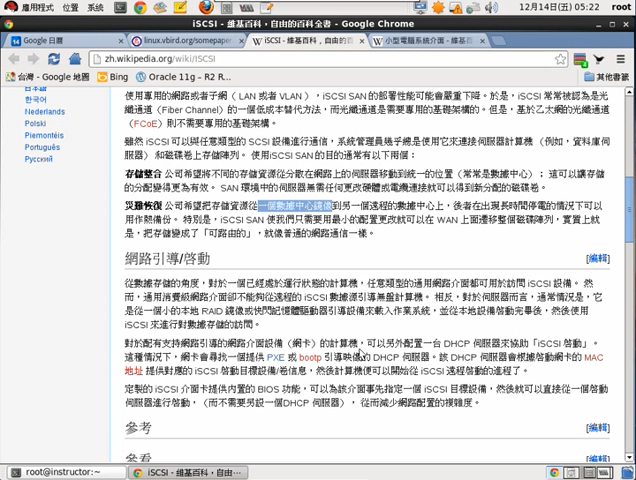 應用程式 位置 12月14日(五) 05:22
iSCSI - 維基百科，自由的百科全書 - Google Chrome
Google 日曆 linux.vbird.org/somepaper iSCSI - 維基百科，自由的百 小型電腦系統介面 - 維基
zh.wikipedia.org/wiki/ISCSI
台灣 - Google 地圖 Bing Oracle 11g - R2 R... 其他書籤
日本語
한국어
Nederlands
Polski
Piemontèis
Português
Русский
使用專用的網路或者子網（ LAN 或者 VLAN ），iSCSI SAN 的部署性能可能會嚴重下降。於是，iSCSI 常常被認為是光
纖通道（Fiber Channel）的一個低成本替代方法，而光纖通道是需要專用的基礎架構的。但是，基於乙太網的光纖通道
（FCoE）則不需要專用的基礎架構。
雖然 iSCSI 可以與任意類型的 SCSI 設備進行通信，系統管理員幾乎總是使用它來連接伺服器計算機 （例如，資料庫伺
服器）和磁碟卷上存儲陣列。 使用iSCSI SAN 的目的通常有以下兩個：
存儲整合 公司希望將不同的存儲資源從分散在網路上的伺服器移動到統一的位置（常常是數據中心）； 這可以讓存儲
的分配變得更為有效。 SAN 環境中的伺服器無需任何更改硬體或電纜連接就可以得到新分配的磁碟卷。
災難恢復 公司希望把存儲資源從一個數據中心鏡像到另一個遠程的數據中心上，後者在出現長時間停電的情況下可以
用作熱備份。 特別是，iSCSI SAN 使我們只需要用最小的配置更改就可以在 WAN 上面遷移整個磁碟陣列，實質上就
是，把存儲變成了「可路由的」，就像普通的網路通信一樣。
網路引導/啓動 [編輯]
從數據存儲的角度，對於一個已經處於運行狀態的計算機，任意類型的通用網路介面都可用於訪問 iSCSI 設備。 然
而，通用消費級網路介面不能夠從遠程的 iSCSI 數據源引導無盤計算機。 相反，對於伺服器而言，通常情況是，它
是從一個小的本地 RAID 鏡像或快閃記憶體驅動器引導設備來載入作業系統，並從本地設備啓動完畢後，然後使用
iSCSI 來進行對數據存儲的訪問。
對於配有支持網路引導的網路介面設備（網卡）的計算機，可以另外配置一台 DHCP 伺服器來協助「iSCSI 啓動」。
這種情況下，網卡會尋找一個提供 PXE 或 bootp 引導映像的 DHCP 伺服器。該 DHCP 伺服器會根據啓動網卡的 MAC
地址 提供對應的 iSCSI 啓動目標設備/卷信息，然後計算機便可以開始從 iSCSI 遠程啓動的進程了。
定製的 iSCSI 介面卡提供內置的 BIOS 功能，可以為該介面事先指定一個 iSCSI 目標設備，然後就可以直接從一個啓動
伺服器進行啓動，（而不需要另設一個DHCP 伺服器）， 從而減少網路配置的複雜度。
參考 [編輯]
參看 [編輯]
root@instructor:~ iSCSI - 維基百科，自由...